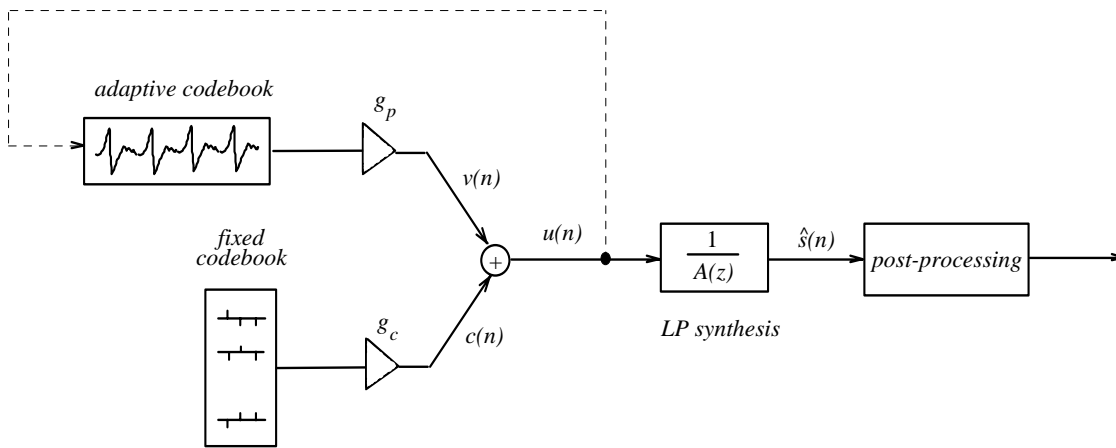 adaptive codebook
g_p
v(n)
fixed
codebook
g_c
c(n)
+
u(n)
1
A(z)
LP synthesis
ŝ(n)
post-processing